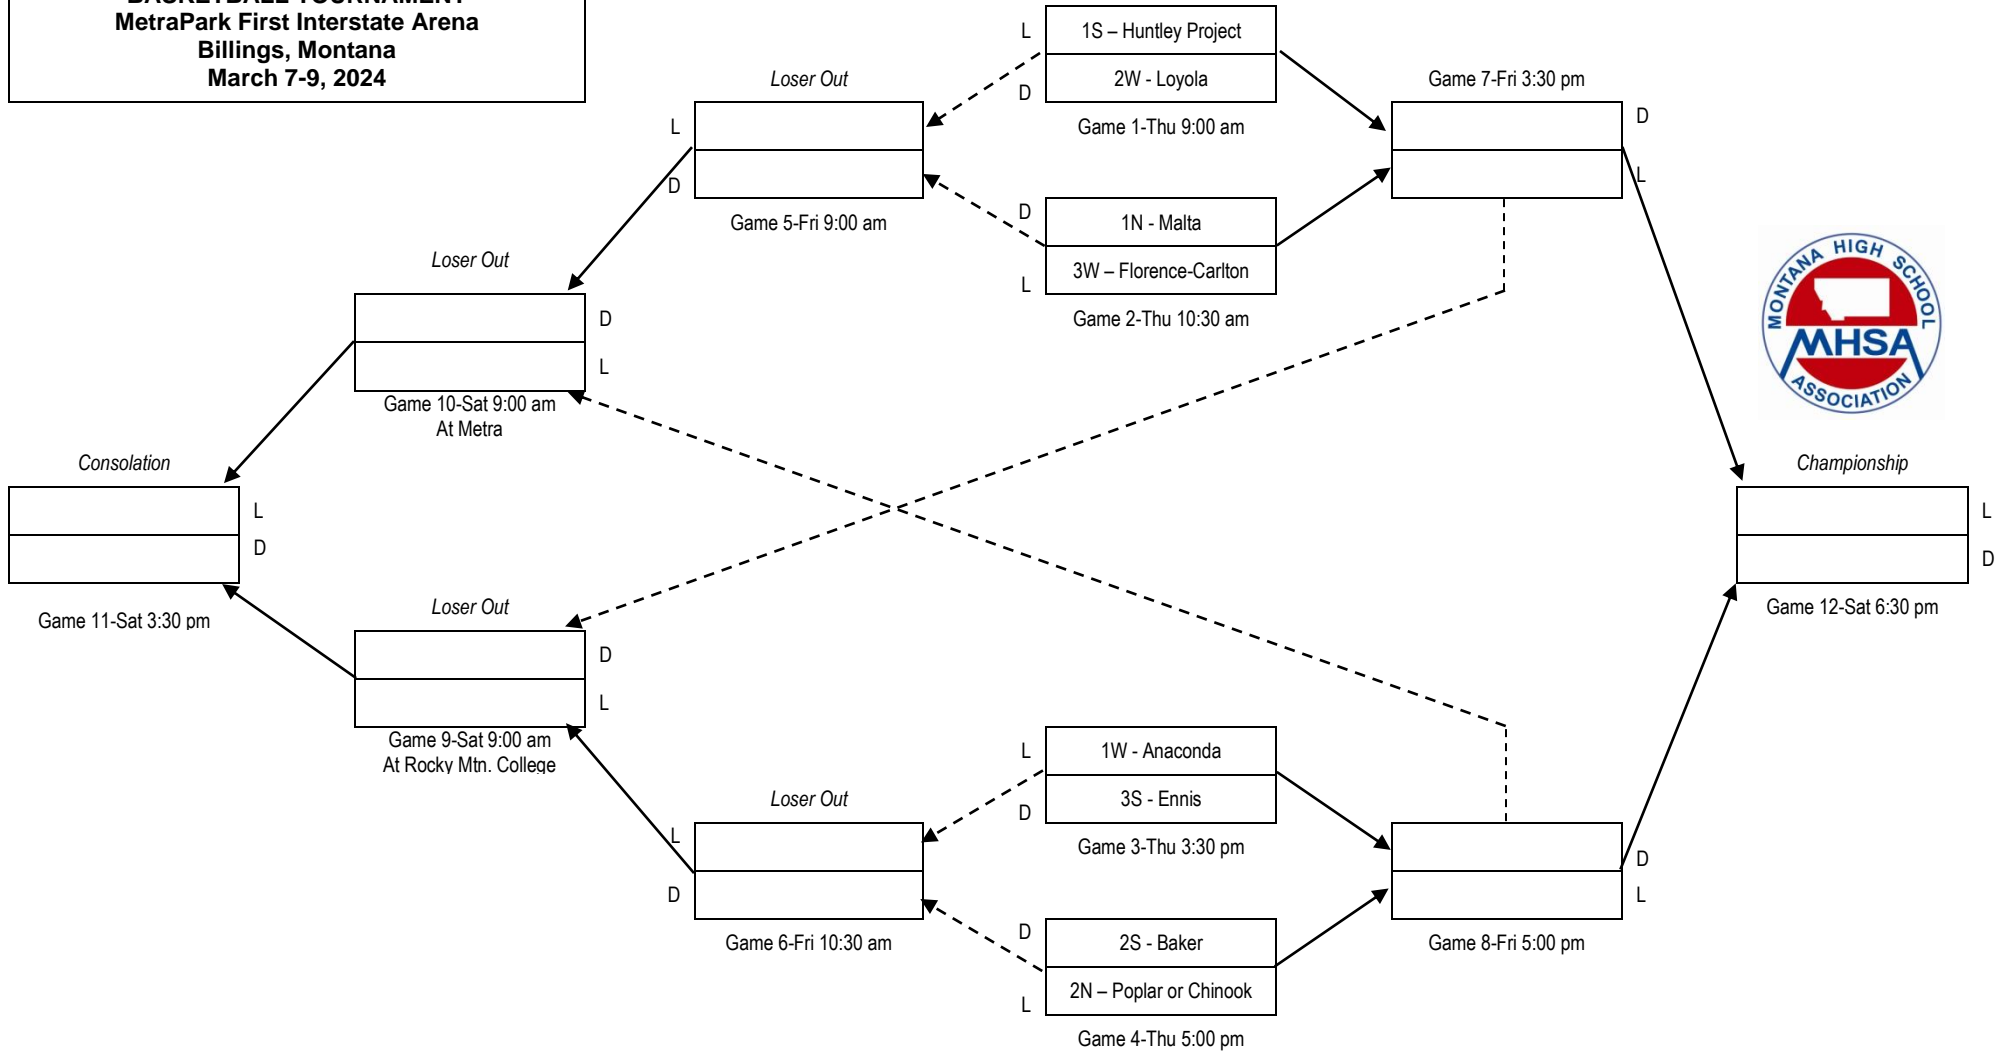 BASKETBALL TOURNAMENT
MetraPark First Interstate Arena
Billings, Montana
March 7-9, 2024
L
1S – Huntley Project
D
2W - Loyola
Game 1-Thu 9:00 am
D
1N - Malta
L
3W – Florence-Carlton
Game 2-Thu 10:30 am
Loser Out
L
D
Game 5-Fri 9:00 am
Game 7-Fri 3:30 pm
D
L
Loser Out
D
L
Game 10-Sat 9:00 am
At Metra
MONTANA HIGH SCHOOL
MHSA
ASSOCIATION
Consolation
L
D
Game 11-Sat 3:30 pm
Championship
L
D
Game 12-Sat 6:30 pm
Loser Out
D
L
Game 9-Sat 9:00 am
At Rocky Mtn. College
Loser Out
L
D
Game 6-Fri 10:30 am
L
1W - Anaconda
D
3S - Ennis
Game 3-Thu 3:30 pm
D
2S - Baker
L
2N – Poplar or Chinook
Game 4-Thu 5:00 pm
D
L
Game 8-Fri 5:00 pm